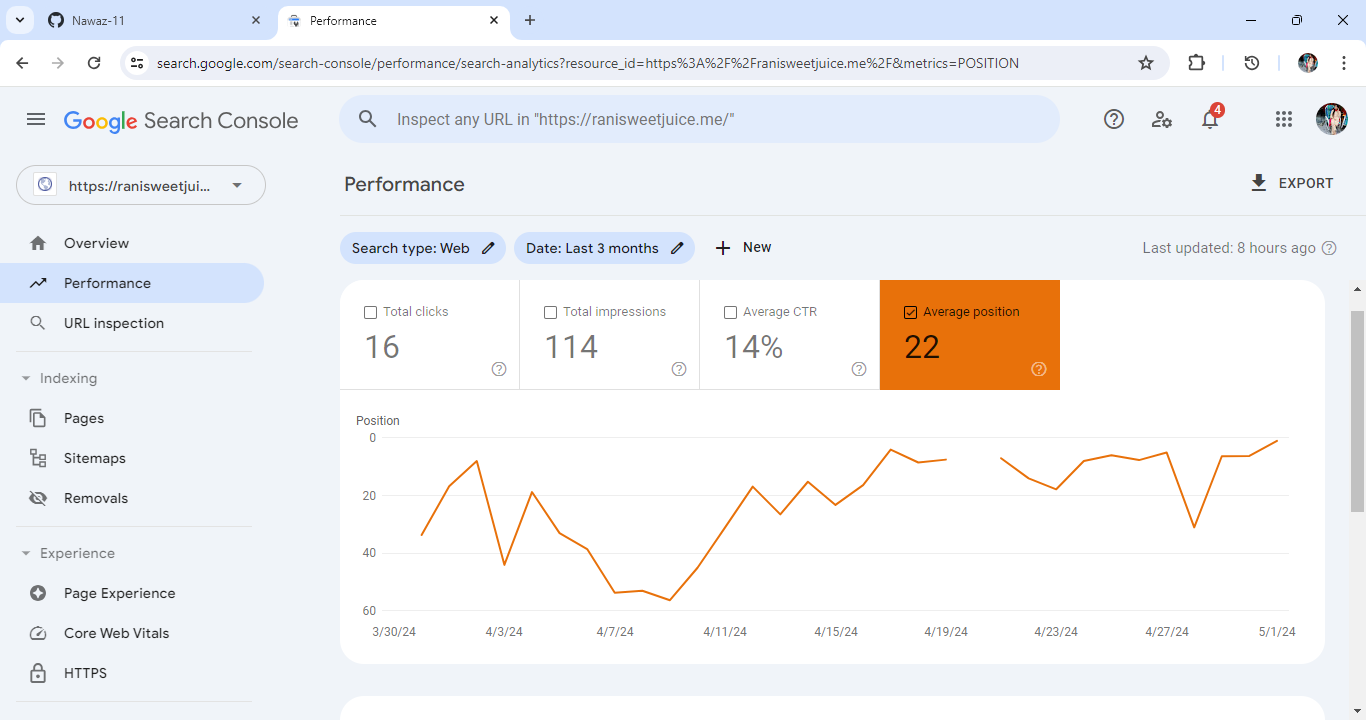 Nawaz-11
Performance
search.google.com/search-console/performance/search-analytics?resource_id=https%3A%2F%2Franisweetjuice.me%2F&metrics=POSITION
Google Search Console
Inspect any URL in "https://ranisweetjuice.me/"
4
https://ranisweetjui...
Performance
EXPORT
Search type: Web
Date: Last 3 months
New
Last updated: 8 hours ago
Overview
Performance
URL inspection
Indexing
Pages
Sitemaps
Removals
Experience
Page Experience
Core Web Vitals
HTTPS
Total clicks
16
Total impressions
114
Average CTR
14%
Average position
22
Position
0
20
40
60
3/30/24 4/3/24 4/7/24 4/11/24 4/15/24 4/19/24 4/23/24 4/27/24 5/1/24